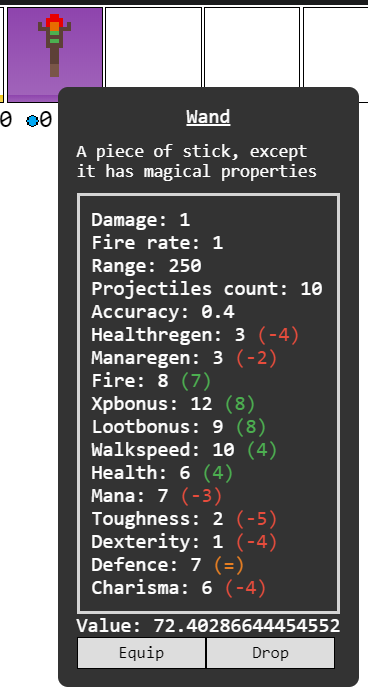 0 0
Wand
A piece of stick, except
it has magical properties
Damage: 1
Fire rate: 1
Range: 250
Projectiles count: 10
Accuracy: 0.4
Healthregen: 3 (-4)
Manaregen: 3 (-2)
Fire: 8 (7)
Xpbonus: 12 (8)
Lootbonus: 9 (8)
Walkspeed: 10 (4)
Health: 6 (4)
Mana: 7 (-3)
Toughness: 2 (-5)
Dexterity: 1 (-4)
Defence: 7 (=)
Charisma: 6 (-4)
Value: 72.40286644454552
Equip Drop